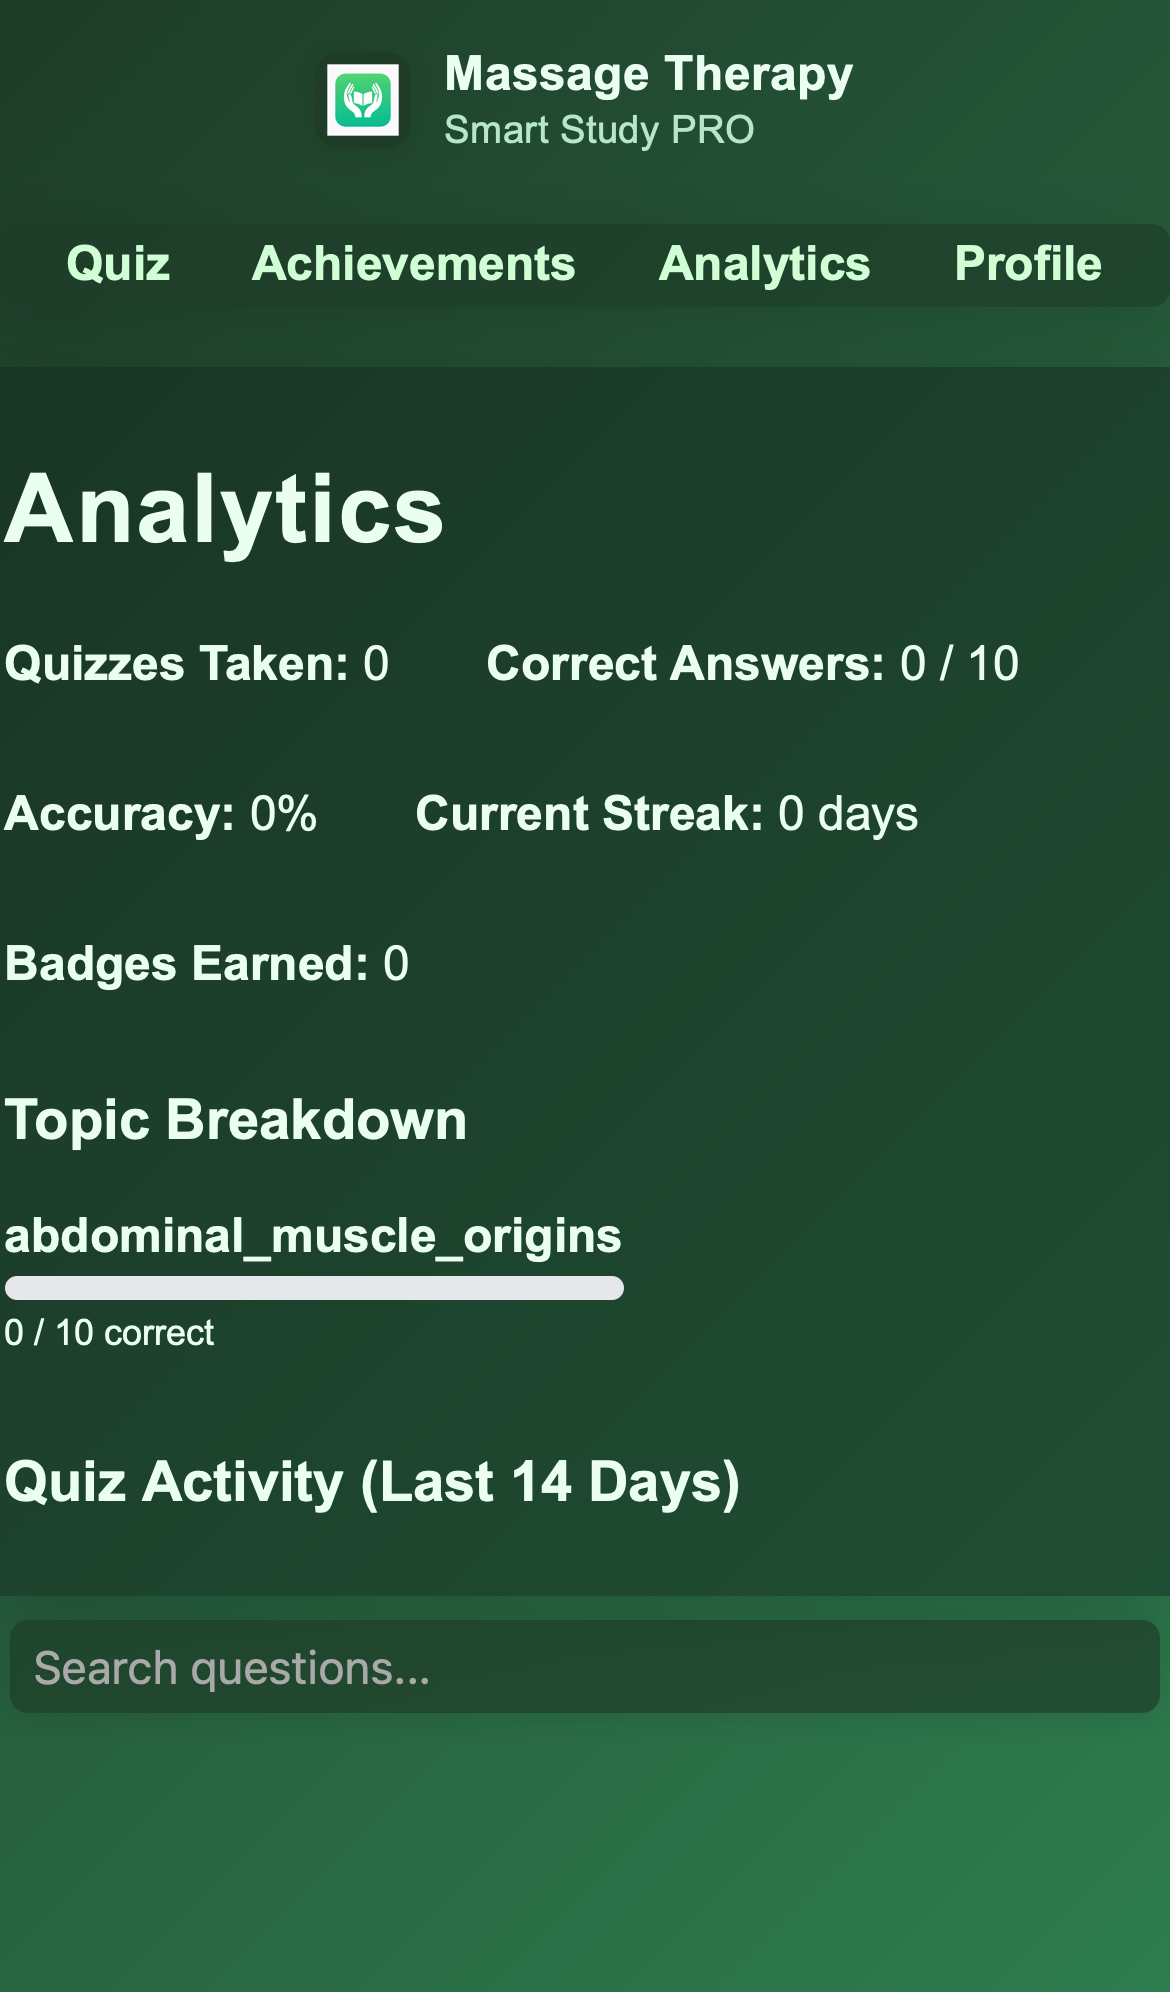 Massage Therapy
Smart Study PRO
Quiz Achievements Analytics Profile
Analytics
Quizzes Taken: 0 Correct Answers: 0 / 10
Accuracy: 0% Current Streak: 0 days
Badges Earned: 0
Topic Breakdown
abdominal_muscle_origins
0 / 10 correct
Quiz Activity (Last 14 Days)
Search questions...